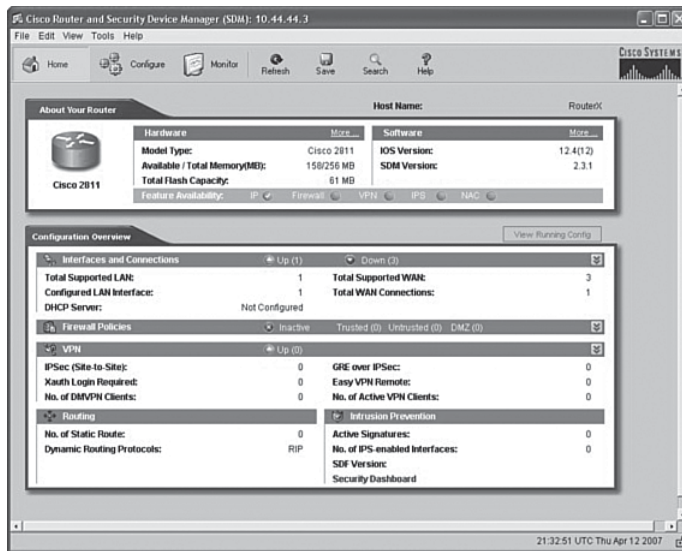 Cisco Router and Security Device Manager (SDM): 10.44.44.3
File Edit View Tools Help
Home Configure Monitor Refresh Save Search Help
CISCO SYSTEMS
About Your Router
Host Name: RouterX
Cisco 2811
Hardware More...
Model Type: Cisco 2811
Available / Total Memory(MB): 158/256 MB
Total Flash Capacity: 61 MB
Software More...
IOS Version: 12.4(12)
SDM Version: 2.3.1
Feature Availability: IP Firewall VPN IPS NAC
Configuration Overview
View Running Config
Interfaces and Connections Up (1) Down (3)
Total Supported LAN: 1 Total Supported WAN: 3
Configured LAN Interface: 1 Total WAN Connections: 1
DHCP Server: Not Configured
Firewall Policies Inactive Trusted (0) Untrusted (0) DMZ (0)
VPN Up (0)
IPSec (Site-to-Site): 0 GRE over IPSec: 0
Xauth Login Required: 0 Easy VPN Remote: 0
No. of DMVPN Clients: 0 No. of Active VPN Clients: 0
Routing
No. of Static Route: 0
Dynamic Routing Protocols: RIP
Intrusion Prevention
Active Signatures: 0
No. of IPS-enabled Interfaces: 0
SDF Version:
Security Dashboard
21:32:51 UTC Thu Apr 12 2007